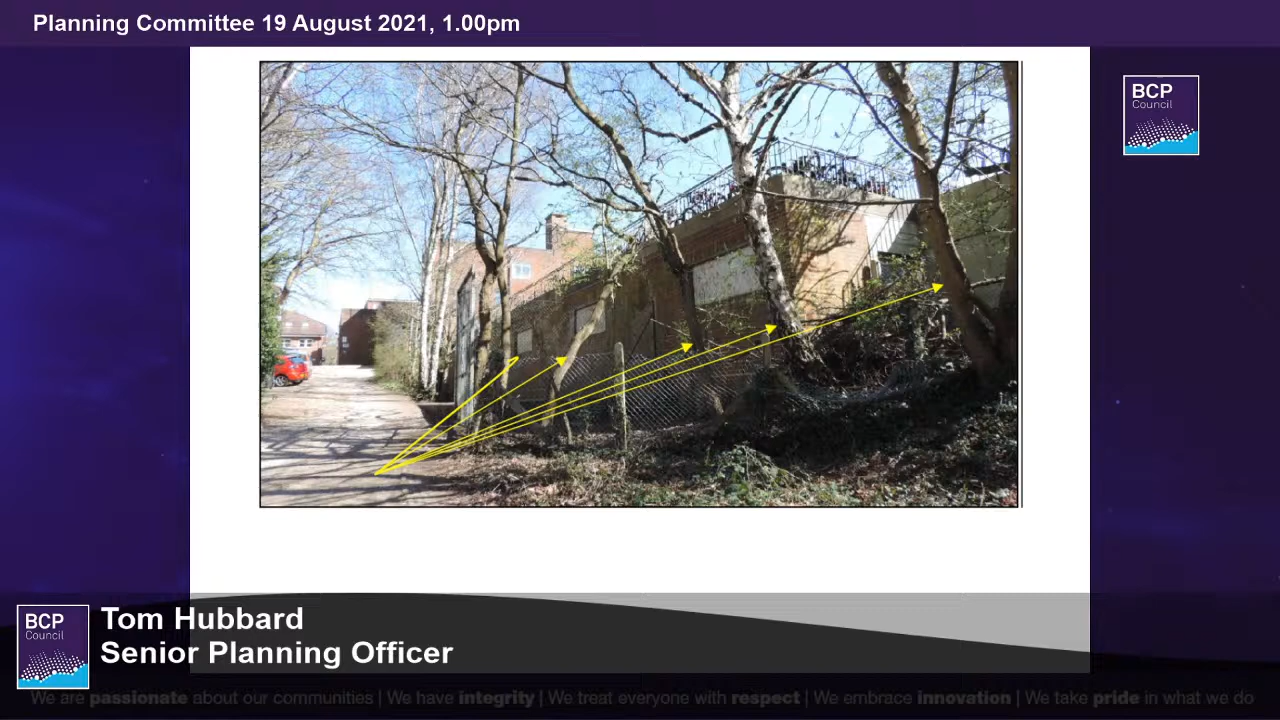 Planning Committee 19 August 2021, 1.00pm
BCP
Council
BCP
Council
Tom Hubbard
Senior Planning Officer
We are passionate about our communities | We have integrity | We treat everyone with respect | We embrace innovation | We take pride in what we do